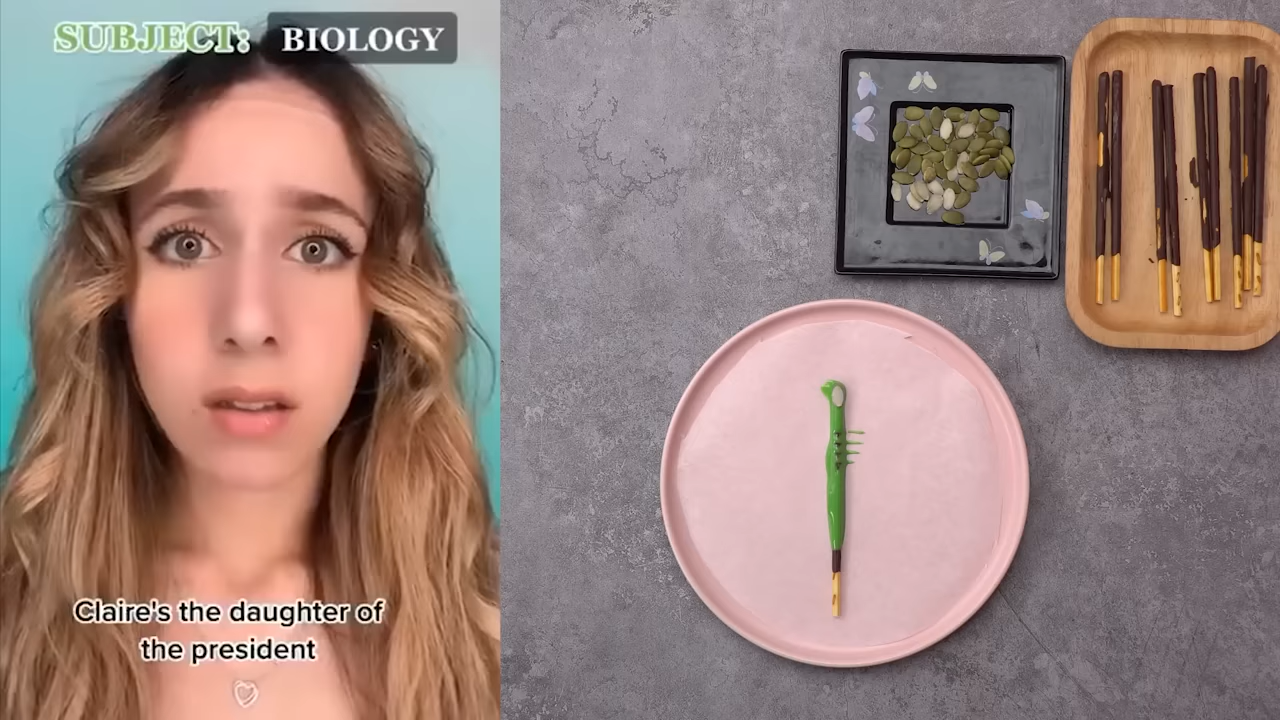 SUBJECT: BIOLOGY
Claire's the daughter of
the president